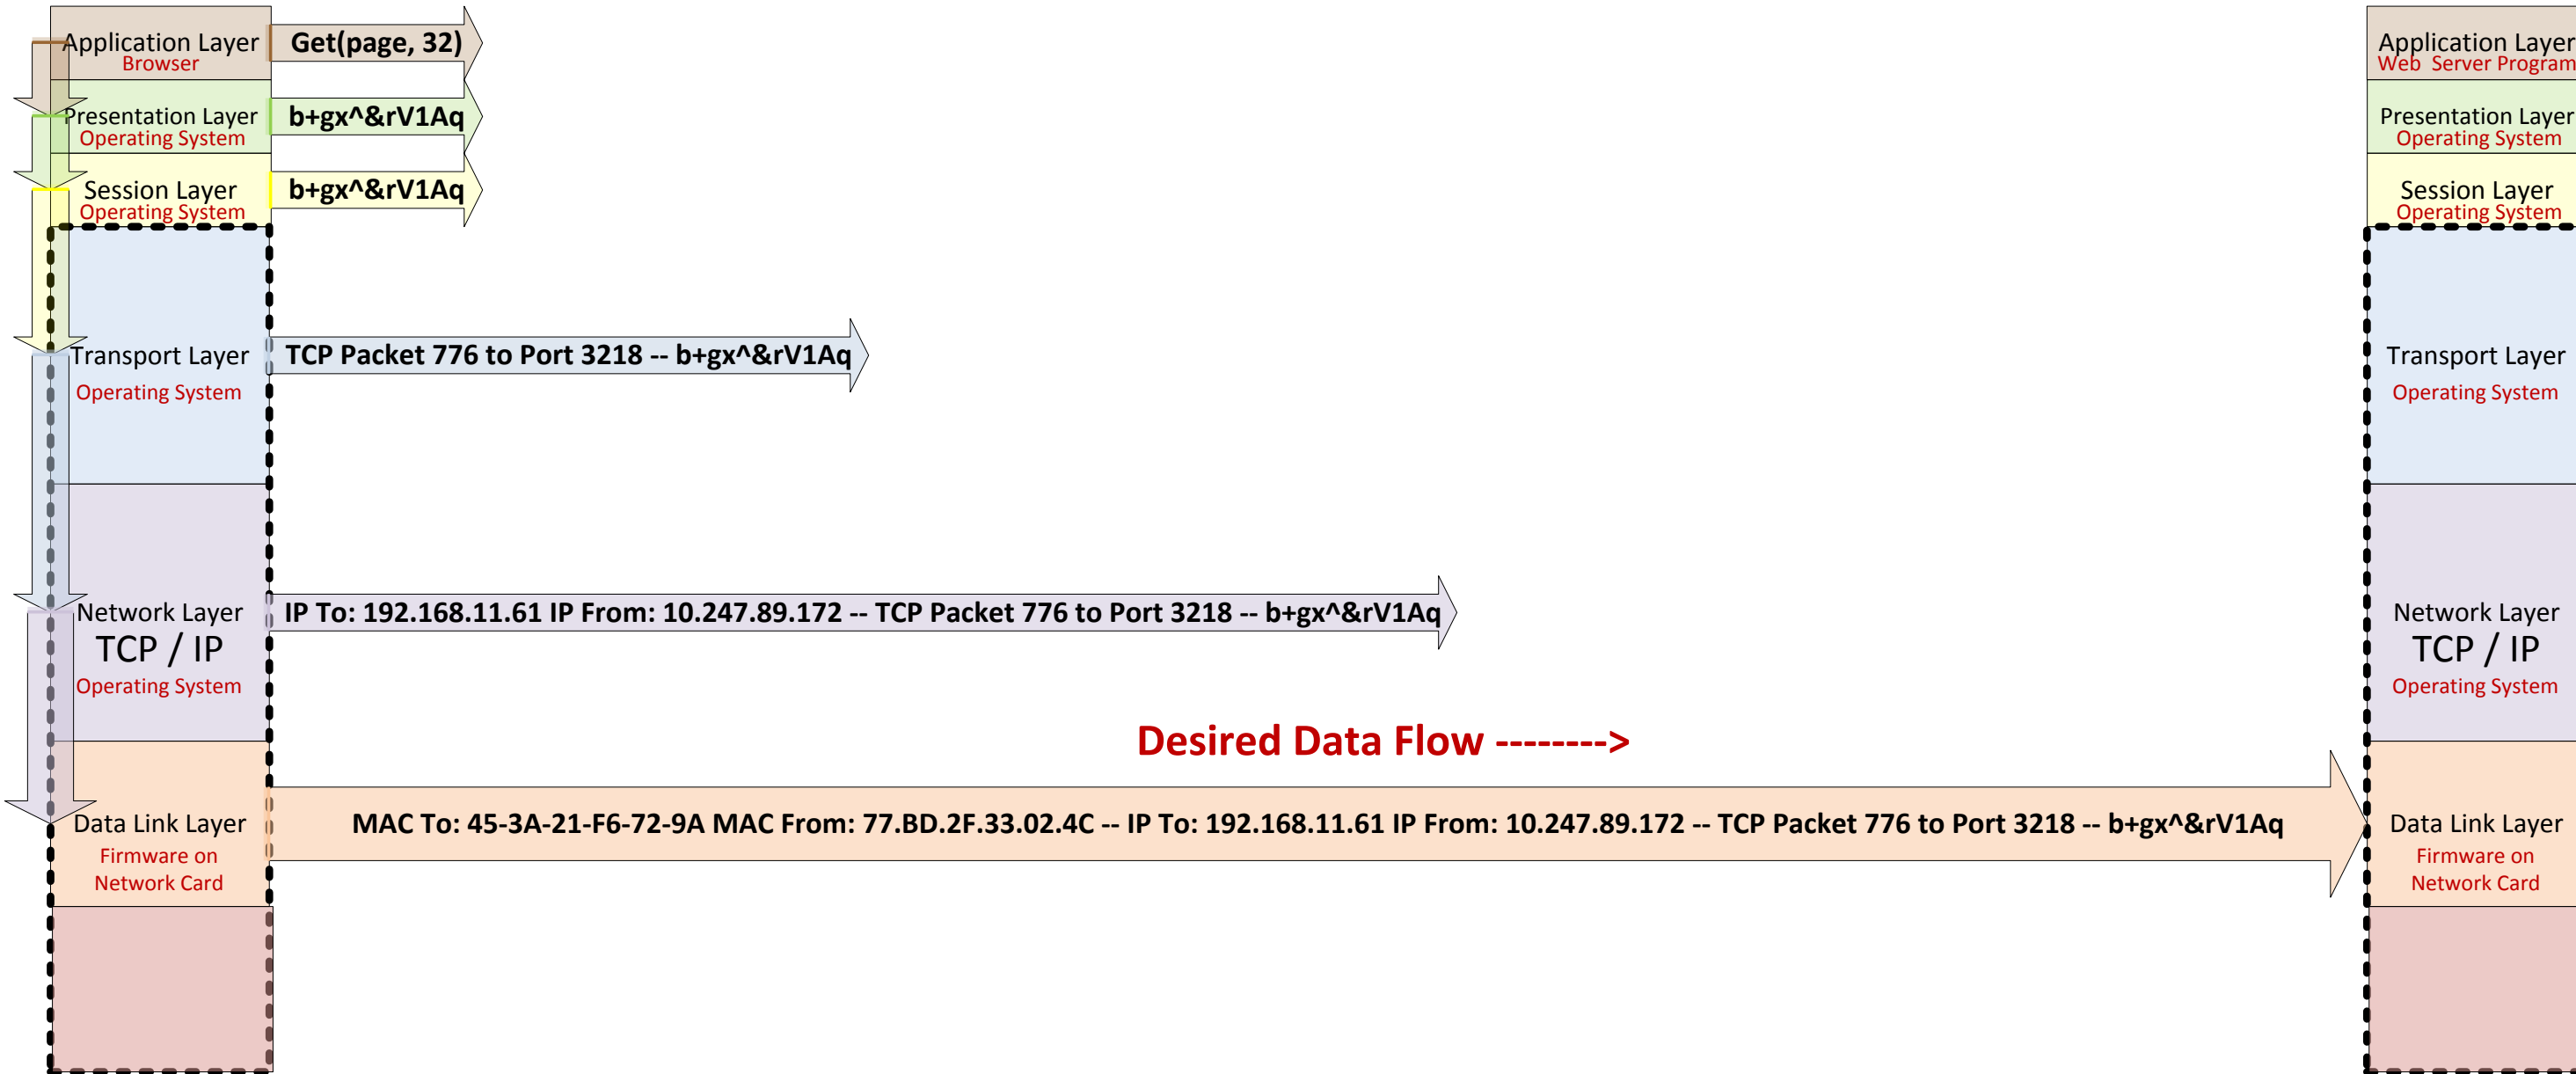 Application Layer
Browser
Get(page, 32)
Presentation Layer
Operating System
b+gx^&rV1Aq
Session Layer
Operating System
b+gx^&rV1Aq
Transport Layer
Operating System
TCP Packet 776 to Port 3218 -- b+gx^&rV1Aq
Network Layer
TCP / IP
Operating System
IP To: 192.168.11.61 IP From: 10.247.89.172 -- TCP Packet 776 to Port 3218 -- b+gx^&rV1Aq
Desired Data Flow -------->
Data Link Layer
Firmware on
Network Card
MAC To: 45-3A-21-F6-72-9A MAC From: 77.BD.2F.33.02.4C -- IP To: 192.168.11.61 IP From: 10.247.89.172 -- TCP Packet 776 to Port 3218 -- b+gx^&rV1Aq
Application Layer
Web Server Program
Presentation Layer
Operating System
Session Layer
Operating System
Transport Layer
Operating System
Network Layer
TCP / IP
Operating System
Data Link Layer
Firmware on
Network Card